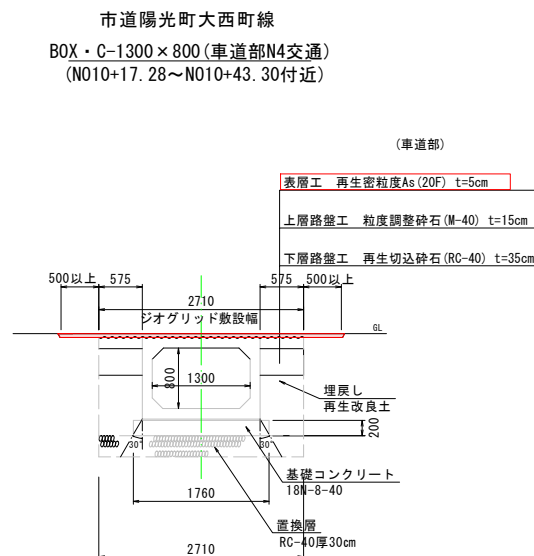 市道陽光町大西町線
BOX・C-1300×800(車道部N4交通)
(NO10+17.28～NO10+43.30付近)
(車道部)
表層工 再生密粒度As(20F) t=5cm
上層路盤工 粒度調整砕石(M-40) t=15cm
下層路盤工 再生切込砕石(RC-40) t=35cm
500以上
575
575
500以上
2710
ジオグリッド敷設幅
GL
800
1300
埋戻し
再生改良土
200
30°
30°
基礎コンクリート
18N-8-40
1760
置換層
RC-40厚30cm
2710